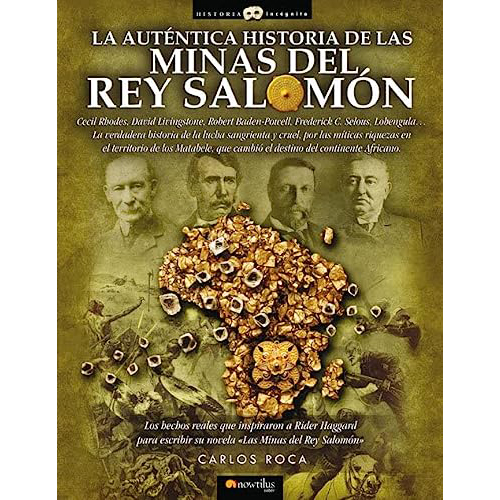 HISTORIA incógnita
LA AUTÉNTICA HISTORIA DE LAS
MINAS DEL
REY SALOMÓN
Cecil Rhodes, David Livingstone, Robert Baden-Powell, Frederick C. Selous, Lobengula…
La verdadera historia de la lucha sangrienta y cruel, por las míticas riquezas en
el territorio de los Matabele, que cambió el destino del continente Africano.
Los hechos reales que inspiraron a Rider Haggard
para escribir su novela «Las Minas del Rey Salomón»
CARLOS ROCA
nowtilus
saber